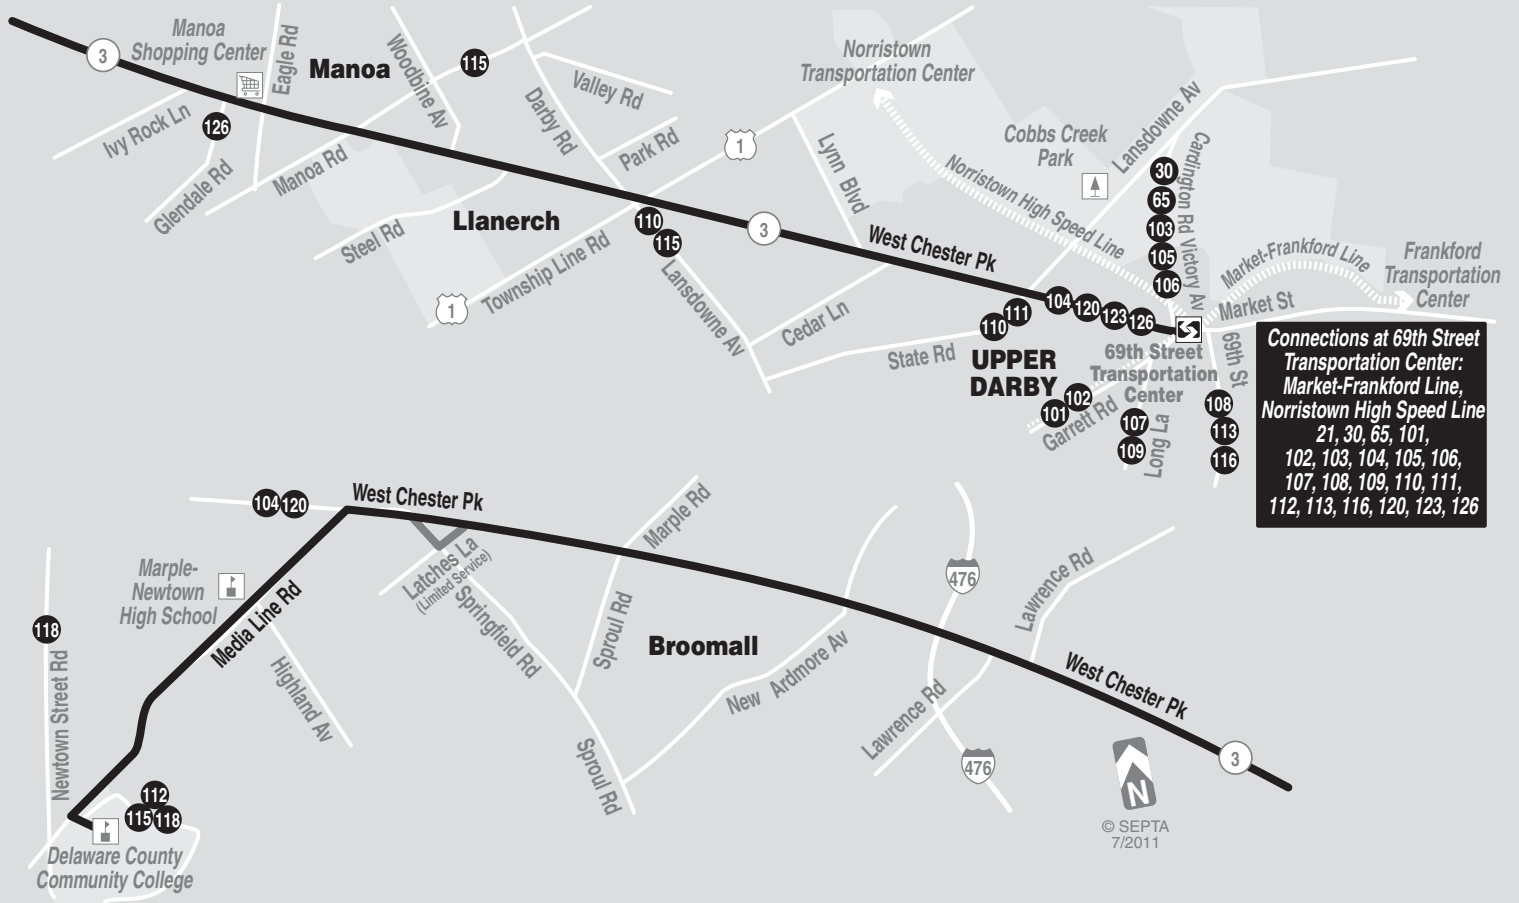 Manoa
Shopping Center
Eagle Rd
Manoa
Woodbine Av
115
3
Ivy Rock Ln
126
Glendale Rd
Manoa Rd
Darby Rd
Valley Rd
Park Rd
Norristown
Transportation Center
1
Lynn Blvd
Cobbs Creek
Park
Lansdowne Av
Cardington Rd
Victory Av
30
65
103
105
106
Norristown High Speed Line
Market-Frankford Line
Frankford
Transportation
Center
Market St
Steel Rd
Llanerch
110
115
Township Line Rd
1
3
West Chester Pk
Lansdowne Av
Cedar Ln
State Rd
110
111
104
120
123
126
UPPER
DARBY
69th Street
Transportation
Center
69th St
101
102
Garrett Rd
107
109
Long La
108
113
116
Connections at 69th Street
Transportation Center:
Market-Frankford Line,
Norristown High Speed Line
21, 30, 65, 101,
102, 103, 104, 105, 106,
107, 108, 109, 110, 111,
112, 113, 116, 120, 123, 126
104
120
West Chester Pk
Marple-
Newtown
High School
118
Newtown Street Rd
Media Line Rd
Highland Av
Latches La
(Limited Service)
Springfield Rd
Marple Rd
Sproul Rd
Sproul Rd
Broomall
New Ardmore Av
476
Lawrence Rd
Lawrence Rd
476
West Chester Pk
3
N
© SEPTA
7/2011
112
115
118
Delaware County
Community College